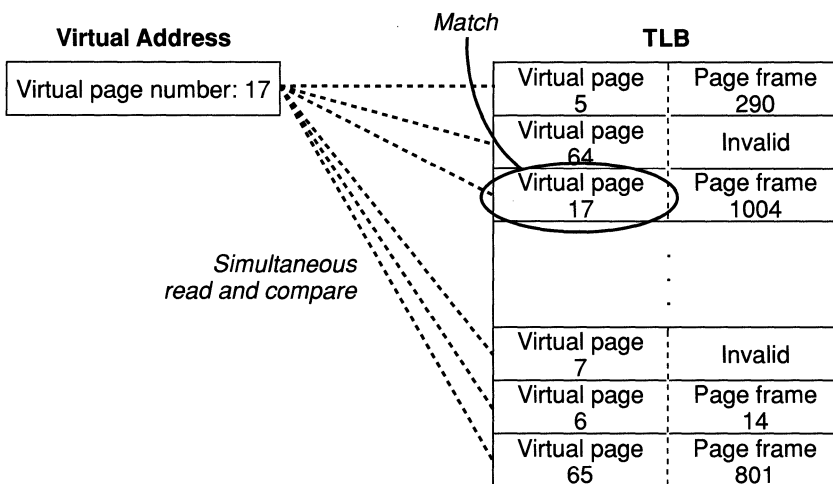 Match
Virtual Address
TLB
Virtual page number: 17
Virtual page
5
Page frame
290
Virtual page
64
Invalid
Virtual page
17
Page frame
1004
Simultaneous
read and compare
Virtual page
7
Invalid
Virtual page
6
Page frame
14
Virtual page
65
Page frame
801